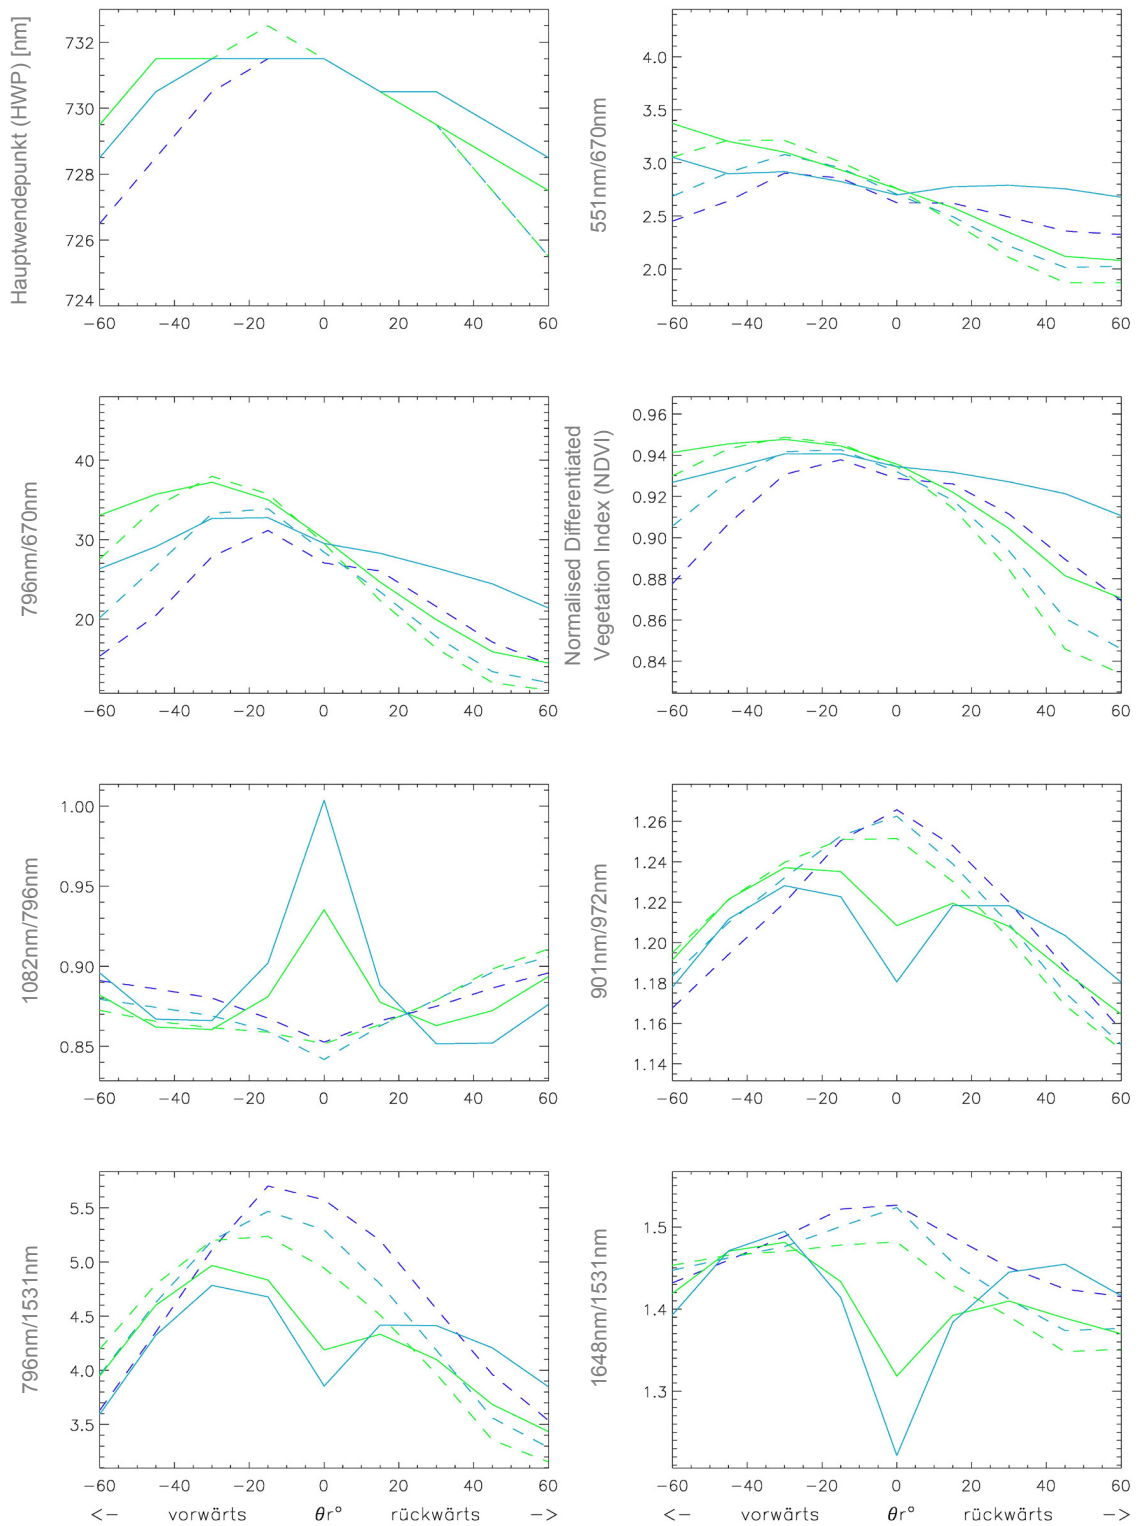 Hauptwendepunkt (HWP) [nm]
732
730
728
726
724
−60 −40 −20 0 20 40 60
551nm/670nm
4.0
3.5
3.0
2.5
2.0
−60 −40 −20 0 20 40 60
796nm/670nm
40
30
20
−60 −40 −20 0 20 40 60
Normalised Differentiated
Vegetation Index (NDVI)
0.96
0.94
0.92
0.90
0.88
0.86
0.84
−60 −40 −20 0 20 40 60
1082nm/796nm
1.00
0.95
0.90
0.85
−60 −40 −20 0 20 40 60
901nm/972nm
1.26
1.24
1.22
1.20
1.18
1.16
1.14
−60 −40 −20 0 20 40 60
796nm/1531nm
5.5
5.0
4.5
4.0
3.5
−60 −40 −20 0 20 40 60
<− vorwärts θr° rückwärts −>
1648nm/1531nm
1.5
1.4
1.3
−60 −40 −20 0 20 40 60
<− vorwärts θr° rückwärts −>